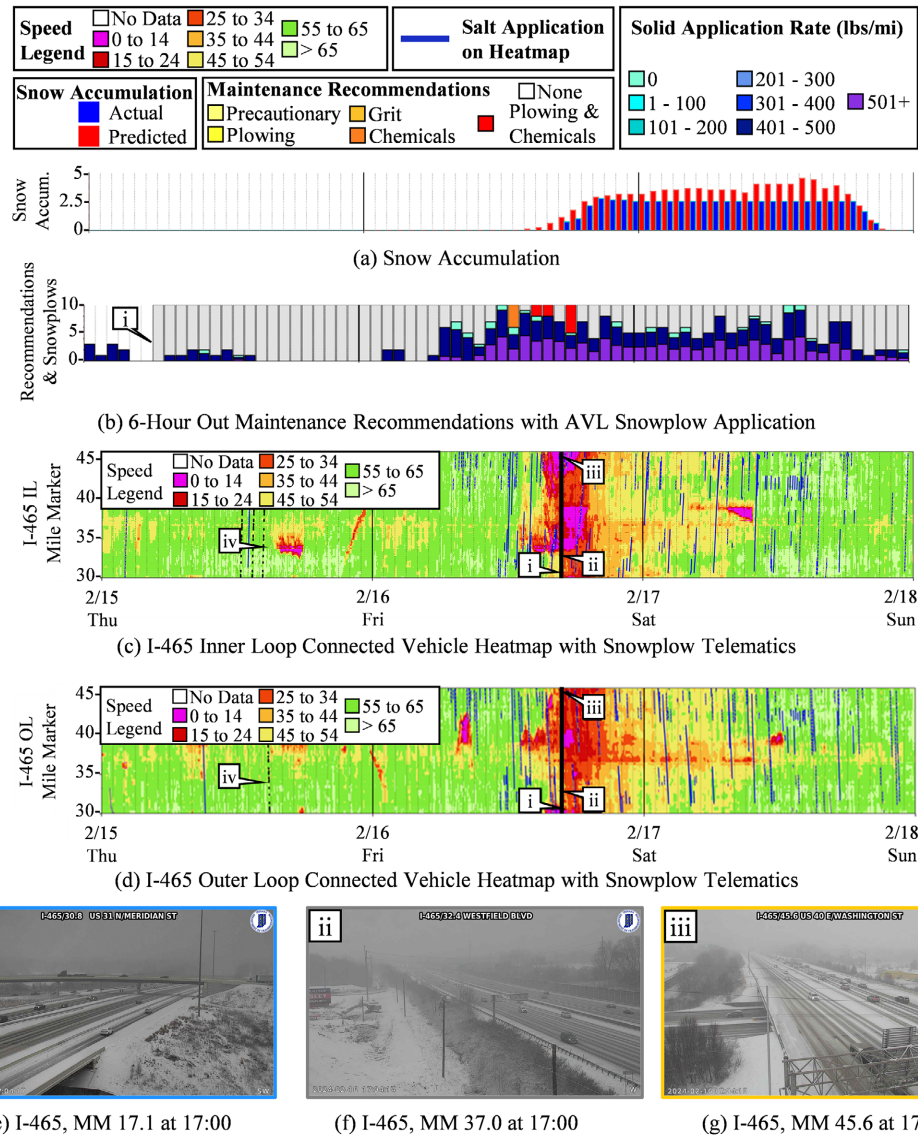 Speed Legend
No Data
0 to 14
15 to 24
25 to 34
35 to 44
45 to 54
55 to 65
> 65
Salt Application on Heatmap
Solid Application Rate (lbs/mi)
0
1 - 100
101 - 200
201 - 300
301 - 400
401 - 500
501+
Snow Accumulation
Actual
Predicted
Maintenance Recommendations
Precautionary
Plowing
Grit
Chemicals
None
Plowing & Chemicals
Snow Accum.
5
2.5
0
(a) Snow Accumulation
Recommendations & Snowplows
10
5
0
i
(b) 6-Hour Out Maintenance Recommendations with AVL Snowplow Application
I-465 IL Mile Marker
45
40
35
30
Speed Legend
No Data
0 to 14
15 to 24
25 to 34
35 to 44
45 to 54
55 to 65
> 65
iii
iv
i
ii
2/15 2/16 2/17 2/18
Thu Fri Sat Sun
(c) I-465 Inner Loop Connected Vehicle Heatmap with Snowplow Telematics
I-465 OL Mile Marker
45
40
35
30
Speed Legend
No Data
0 to 14
15 to 24
25 to 34
35 to 44
45 to 54
55 to 65
> 65
iii
iv
i
ii
2/15 2/16 2/17 2/18
Thu Fri Sat Sun
(d) I-465 Outer Loop Connected Vehicle Heatmap with Snowplow Telematics
I-465/30.8 US 31 N/MERIDIAN ST
SW
ii
I-465/32.4 WESTFIELD BLVD
W
iii
I-465/45.6 US 40 E/WASHINGTON ST
) I-465, MM 17.1 at 17:00
(f) I-465, MM 37.0 at 17:00
(g) I-465, MM 45.6 at 17